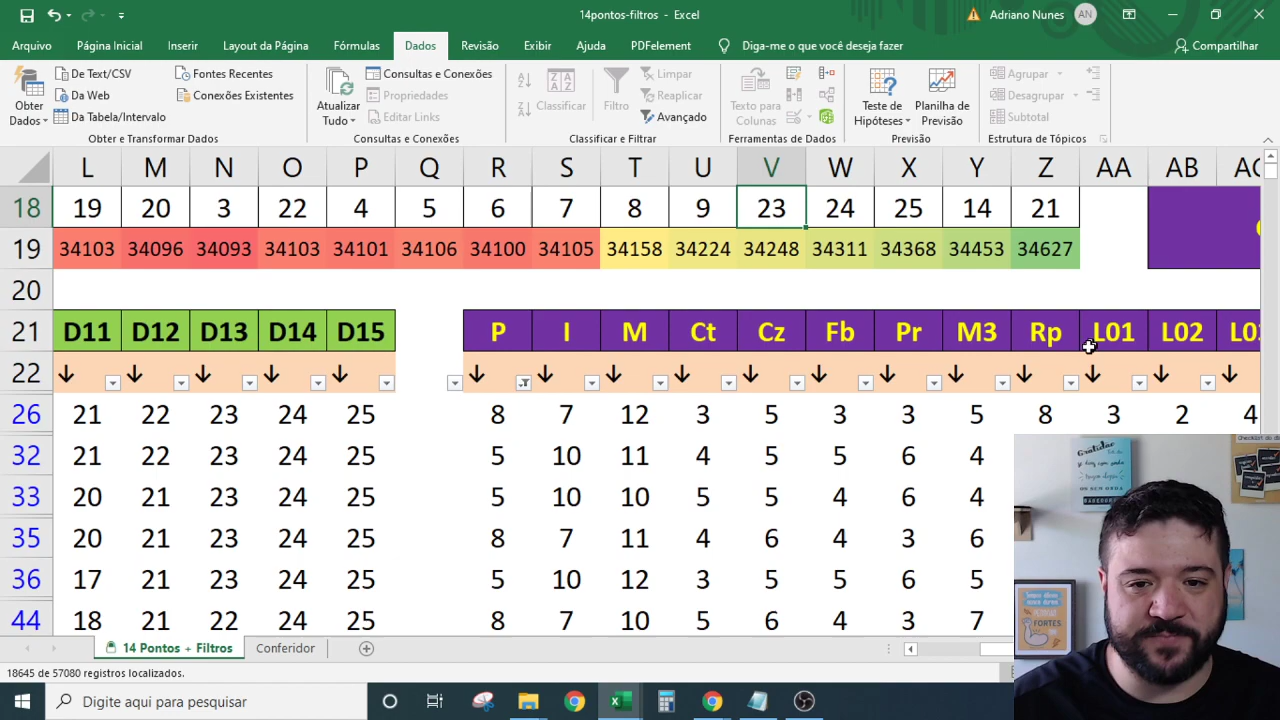 14pontos-filtros - Excel
Adriano Nunes AN
Arquivo Página Inicial Inserir Layout da Página Fórmulas Dados Revisão Exibir Ajuda PDFelement Diga-me o que você deseja fazer Compartilhar
Obter Dados
De Text/CSV
Da Web
Da Tabela/Intervalo
Fontes Recentes
Conexões Existentes
Obter e Transformar Dados
Atualizar Tudo
Consultas e Conexões
Propriedades
Editar Links
Consultas e Conexões
Classificar
Filtro
Limpar
Reaplicar
Avançado
Classificar e Filtrar
Texto para Colunas
Ferramentas de Dados
Teste de Hipóteses
Planilha de Previsão
Previsão
Agrupar
Desagrupar
Subtotal
Estrutura de Tópicos
L M N O P Q R S T U V W X Y Z AA AB
18 19 20 3 22 4 5 6 7 8 9 23 24 25 14 21
19 34103 34096 34093 34103 34101 34106 34100 34105 34158 34224 34248 34311 34368 34453 34627
20
21 D11 D12 D13 D14 D15 P I M Ct Cz Fb Pr M3 Rp L01 L02
22
26 21 22 23 24 25 8 7 12 3 5 3 3 5 8 3 2 4
32 21 22 23 24 25 5 10 11 4 5 5 6 4
33 20 21 23 24 25 5 10 10 5 5 4 6 4
35 20 21 23 24 25 8 7 11 4 6 4 3 6
36 17 21 23 24 25 5 10 12 3 5 5 6 5
44 18 21 22 24 25 8 7 10 5 6 4 3 7
Gratidão
FORTES
14 Pontos + Filtros Conferidor
18645 de 57080 registros localizados.
Digite aqui para pesquisar